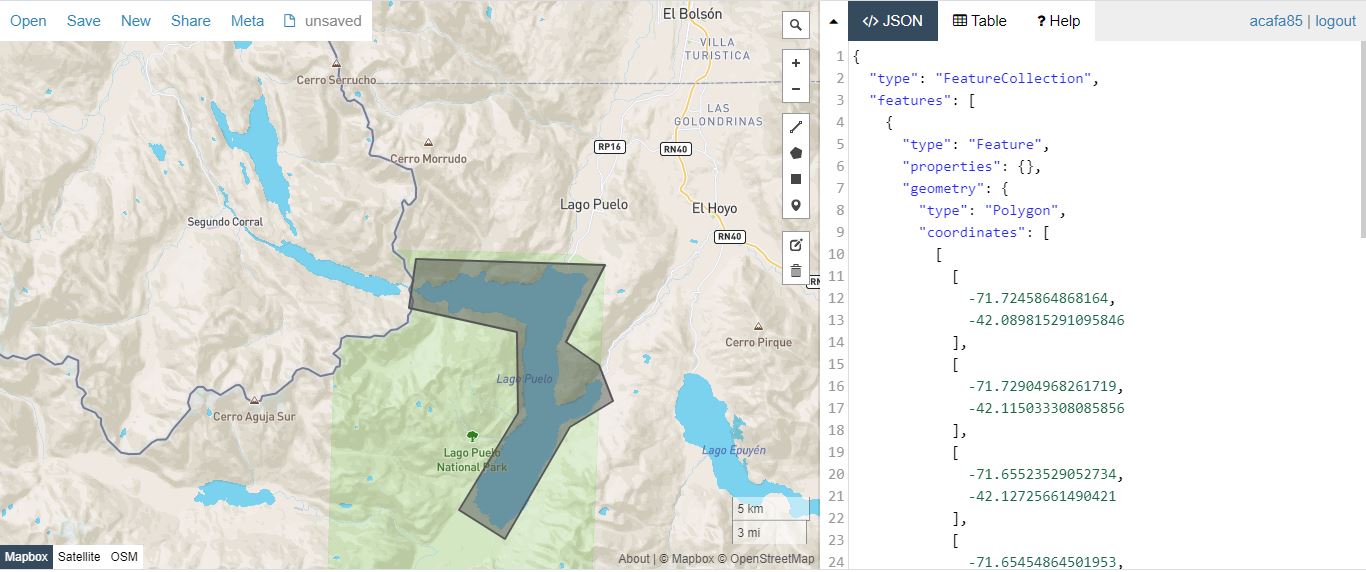 Open Save New Share Meta unsaved
El Bolsón
VILLA
TURISTICA
Cerro Serrucho
LAS
GOLONDRINAS
RP16
RN40
Cerro Morrudo
Lago Puelo
El Hoyo
Segundo Corral
RN40
RN
Cerro Pirque
Lago Puelo
Cerro Aguja Sur
Lago Puelo
National Park
Lago Epuyén
5 km
3 mi
Mapbox Satellite OSM
About | © Mapbox © OpenStreetMap
</> JSON Table ? Help acafa85 | logout
1 {
2 "type": "FeatureCollection",
3 "features": [
4 {
5 "type": "Feature",
6 "properties": {},
7 "geometry": {
8 "type": "Polygon",
9 "coordinates": [
10 [
11 [
12 -71.7245864868164,
13 -42.089815291095846
14 ],
15 [
16 -71.72904968261719,
17 -42.115033308085856
18 ],
19 [
20 -71.65523529052734,
21 -42.12725661490421
22 ],
23 [
24 -71.65454864501953,